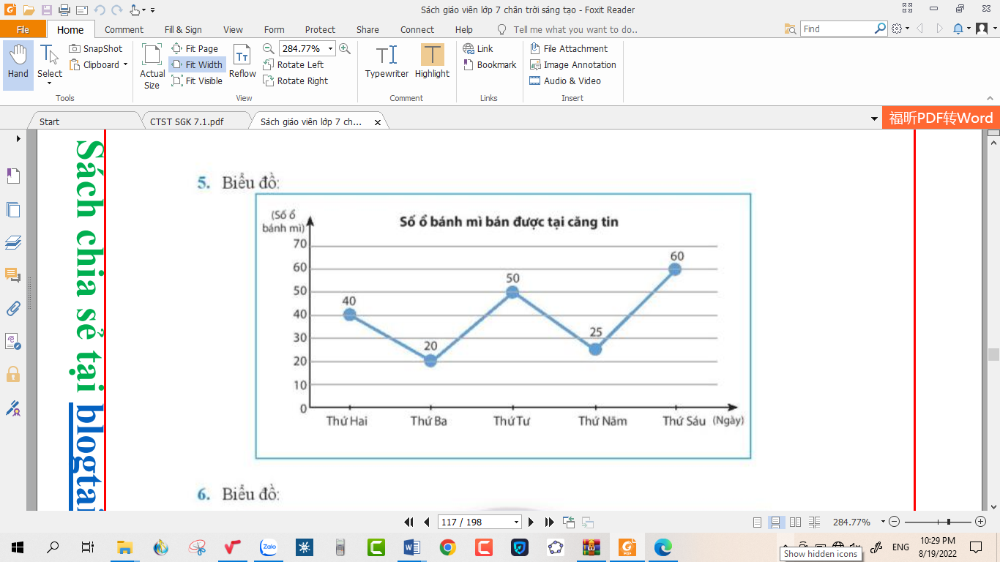 Sách giáo viên lớp 7 chân trời sáng tạo - Foxit Reader
File Home Comment Fill & Sign View Form Protect Share Connect Help Tell me what you want to do.. Find
Hand
Select
SnapShot
Clipboard
Tools
Actual Size
Fit Page
Fit Width
Fit Visible
Reflow
284.77%
Rotate Left
Rotate Right
View
Typewriter
Highlight
Comment
Link
Bookmark
Links
File Attachment
Image Annotation
Audio & Video
Insert
Start CTST SGK 7.1.pdf Sách giáo viên lớp 7 ch... 福昕PDF转Word
Sách chia sẽ tại blogtai
5. Biểu đồ:
(Số ổ
bánh mì)
Số ổ bánh mì bán được tại căng tin
70
60
50
40
30
20
10
0
40
20
50
25
60
Thứ Hai Thứ Ba Thứ Tư Thứ Năm Thứ Sáu (Ngày)
6. Biểu đồ:
117 / 198
284.77%
Zalo
W
C
C
PDF
ENG
10:29 PM
8/19/2022
Show hidden icons